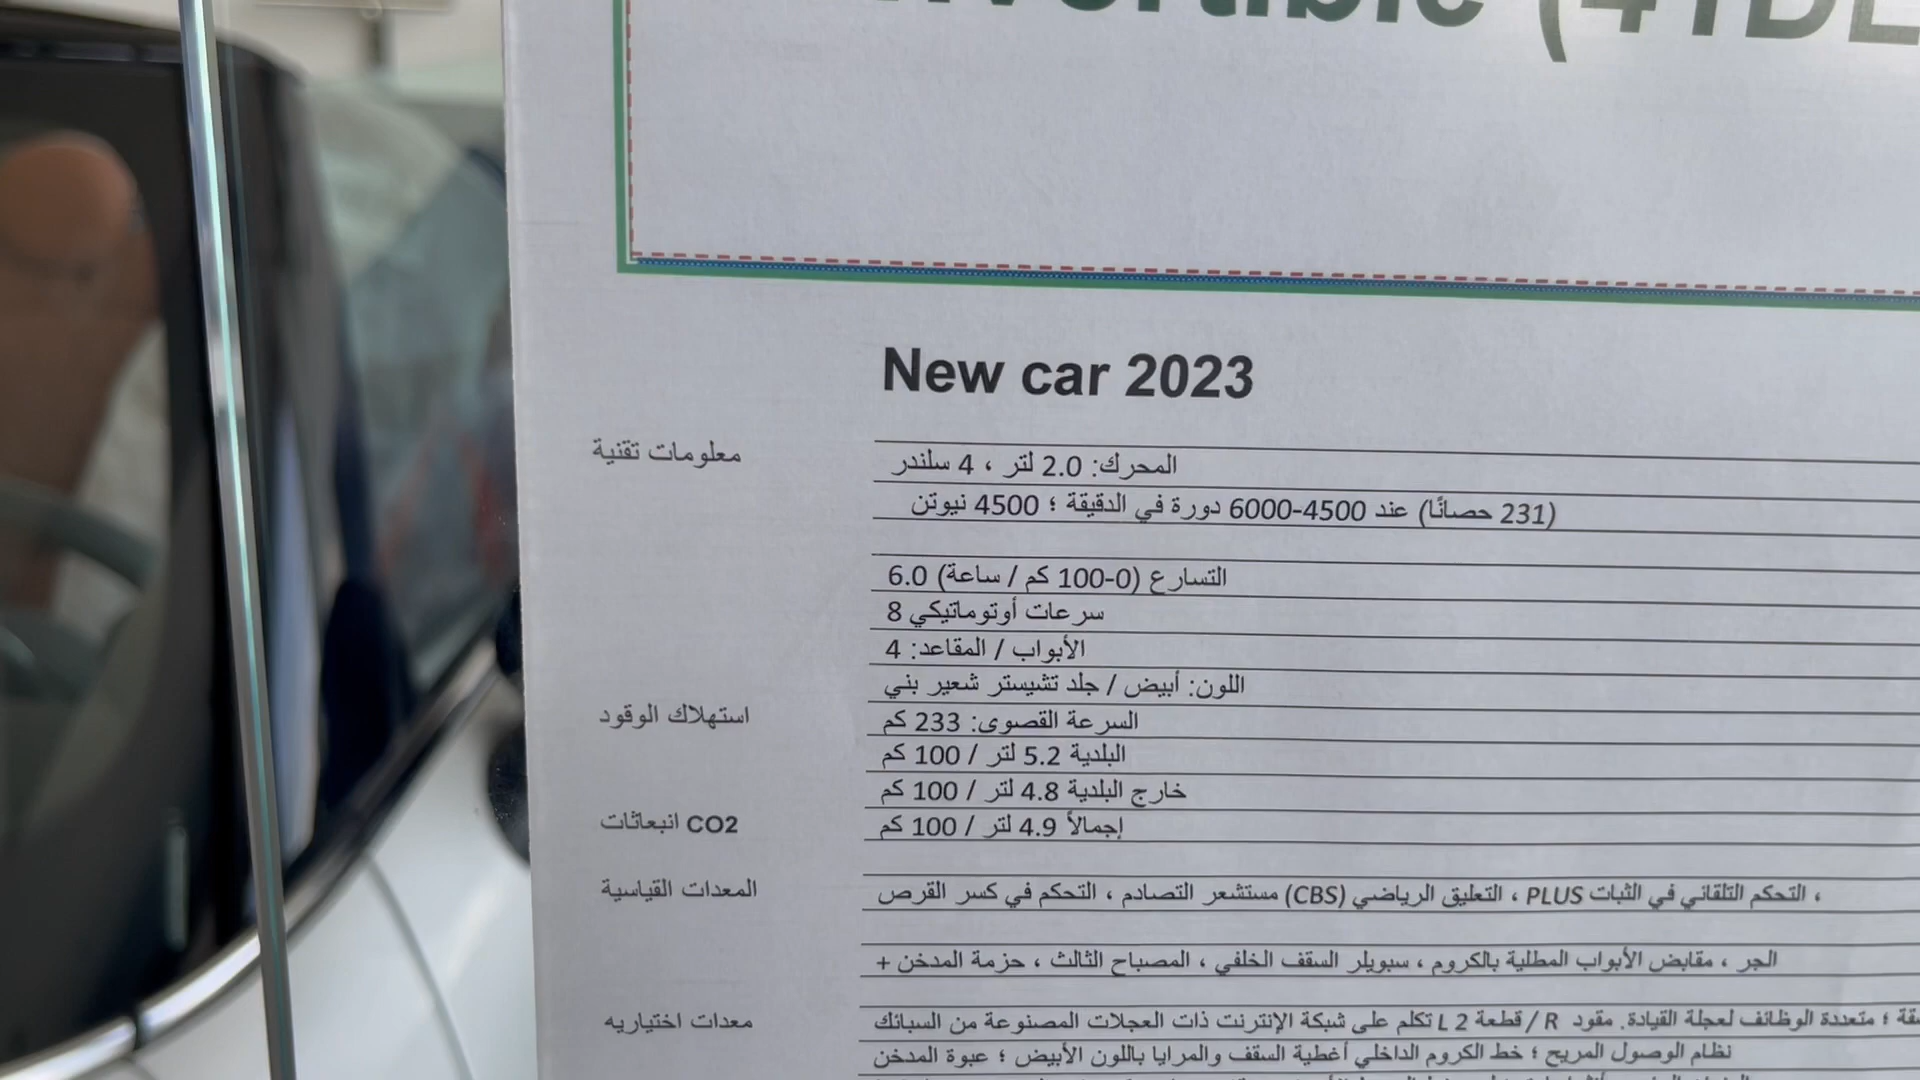 New car 2023
معلومات تقنية
المحرك: 2.0 لتر ، 4 سلندر
(231 حصانًا) عند 4500-6000 دورة في الدقيقة ؛ 4500 نيوتن
التسارع (0-100 كم / ساعة) 6.0
سرعات أوتوماتيكي 8
الأبواب / المقاعد: 4
اللون: أبيض / جلد تشيستر شعير بني
استهلاك الوقود
السرعة القصوى: 233 كم
البلدية 5.2 لتر / 100 كم
خارج البلدية 4.8 لتر / 100 كم
CO2 انبعاثات
إجمالاً 4.9 لتر / 100 كم
المعدات القياسية
، التحكم التلقائي في الثبات PLUS ، التعليق الرياضي (CBS) مستشعر التصادم ، التحكم في كسر القرص
الجر ، مقابض الأبواب المطلية بالكروم ، سبويلر السقف الخلفي ، المصباح الثالث ، حزمة المدخن +
معدات اختياريه
؛ متعددة الوظائف لعجلة القيادة. مقود R / قطعة 2 L تكلم على شبكة الإنترنت ذات العجلات المصنوعة من السبائك
نظام الوصول المريح ؛ خط الكروم الداخلي أغطية السقف والمرايا باللون الأبيض ؛ عبوة المدخن